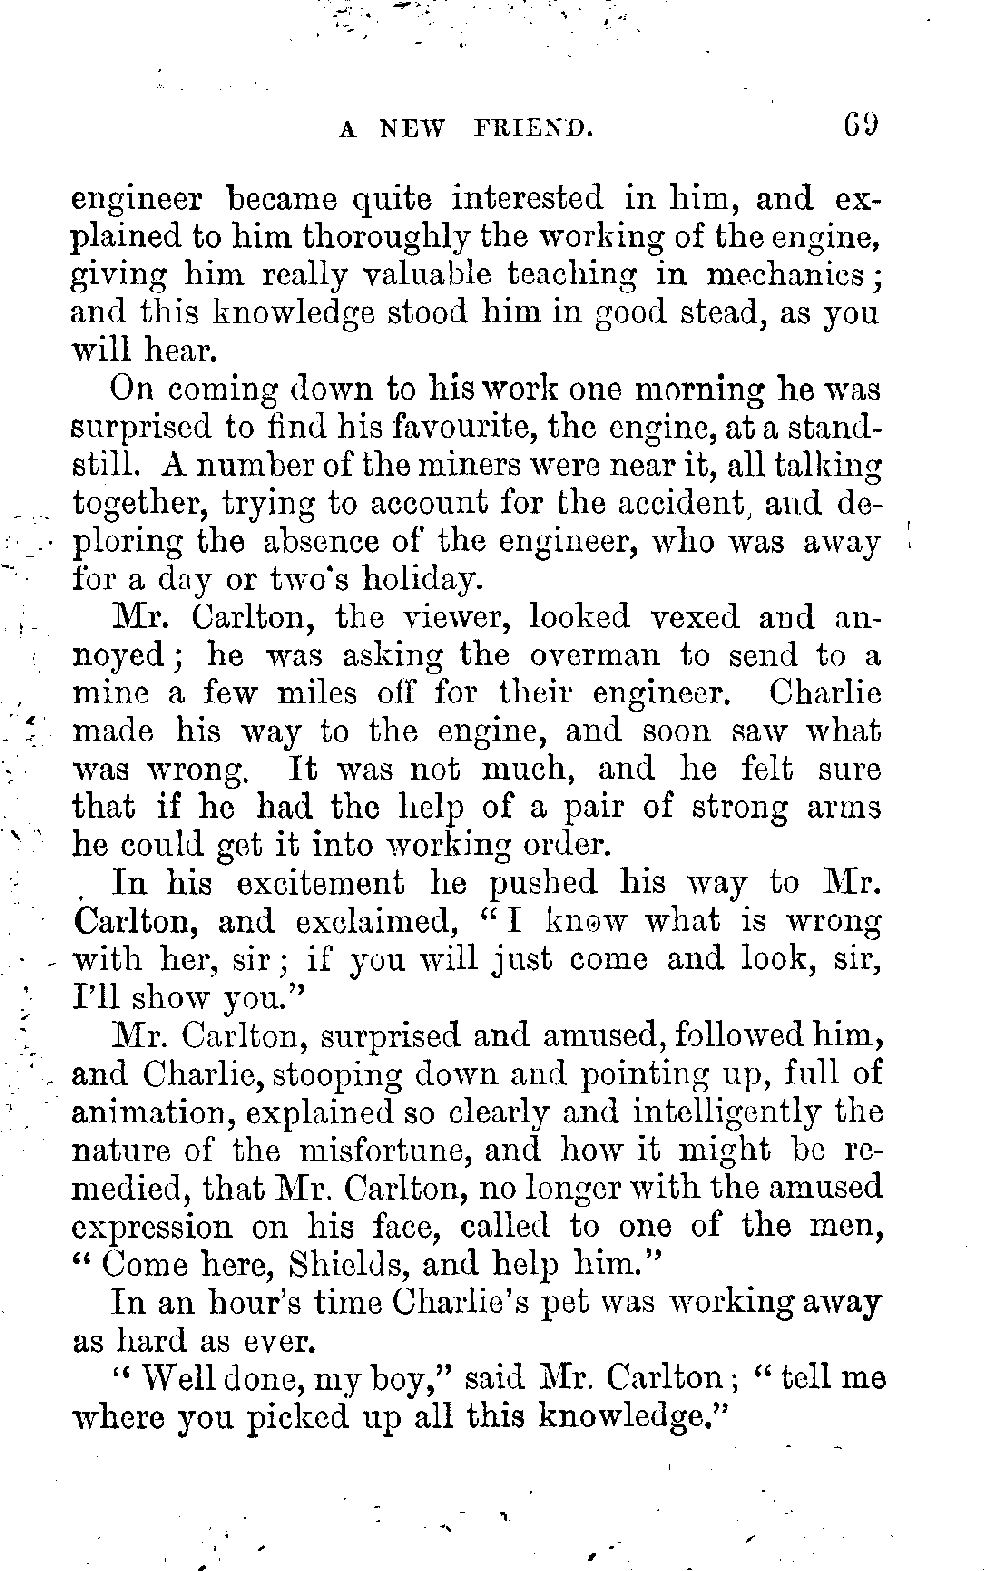 A NEW FRIEND. 69
engineer became quite interested in him, and ex-
plained to him thoroughly the working of the engine,
giving him really valuable teaching in mechanics;
and this knowledge stood him in good stead, as you
will hear.
On coming down to his work one morning he was
surprised to find his favourite, the engine, at a stand-
still. A number of the miners were near it, all talking
together, trying to account for the accident, and de-
ploring the absence of the engineer, who was away
for a day or two's holiday.
Mr. Carlton, the viewer, looked vexed and an-
noyed; he was asking the overman to send to a
mine a few miles off for their engineer. Charlie
made his way to the engine, and soon saw what
was wrong. It was not much, and he felt sure
that if he had the help of a pair of strong arms
he could get it into working order.
In his excitement he pushed his way to Mr.
Carlton, and exclaimed, "I know what is wrong
with her, sir; if you will just come and look, sir,
I'll show you."
Mr. Carlton, surprised and amused, followed him,
and Charlie, stooping down and pointing up, full of
animation, explained so clearly and intelligently the
nature of the misfortune, and how it might be re-
medied, that Mr. Carlton, no longer with the amused
expression on his face, called to one of the men,
"Come here, Shields, and help him."
In an hour's time Charlie's pet was working away
as hard as ever.
"Well done, my boy," said Mr. Carlton; "tell me
where you picked up all this knowledge."